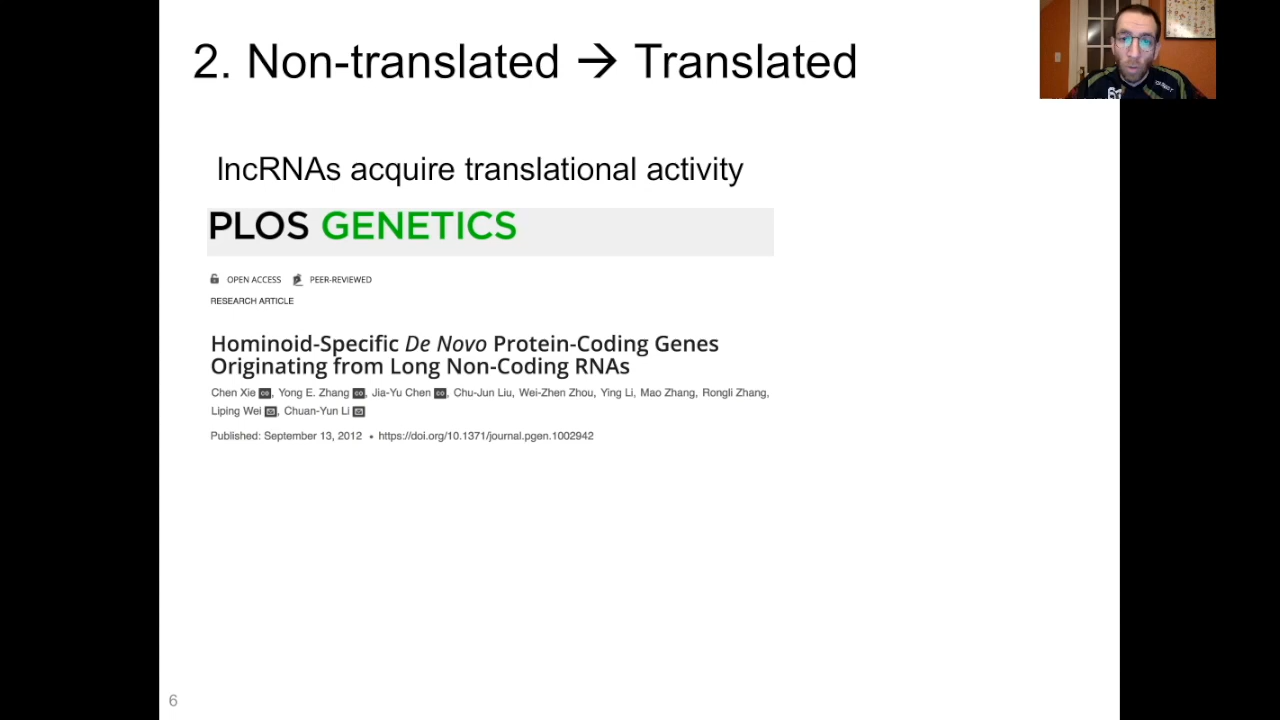 2. Non-translated → Translated
lncRNAs acquire translational activity
PLOS GENETICS
OPEN ACCESS PEER-REVIEWED
RESEARCH ARTICLE
Hominoid-Specific De Novo Protein-Coding Genes
Originating from Long Non-Coding RNAs
Chen Xie, Yong E. Zhang, Jia-Yu Chen, Chu-Jun Liu, Wei-Zhen Zhou, Ying Li, Mao Zhang, Rongli Zhang,
Liping Wei, Chuan-Yun Li
Published: September 13, 2012 • https://doi.org/10.1371/journal.pgen.1002942
6